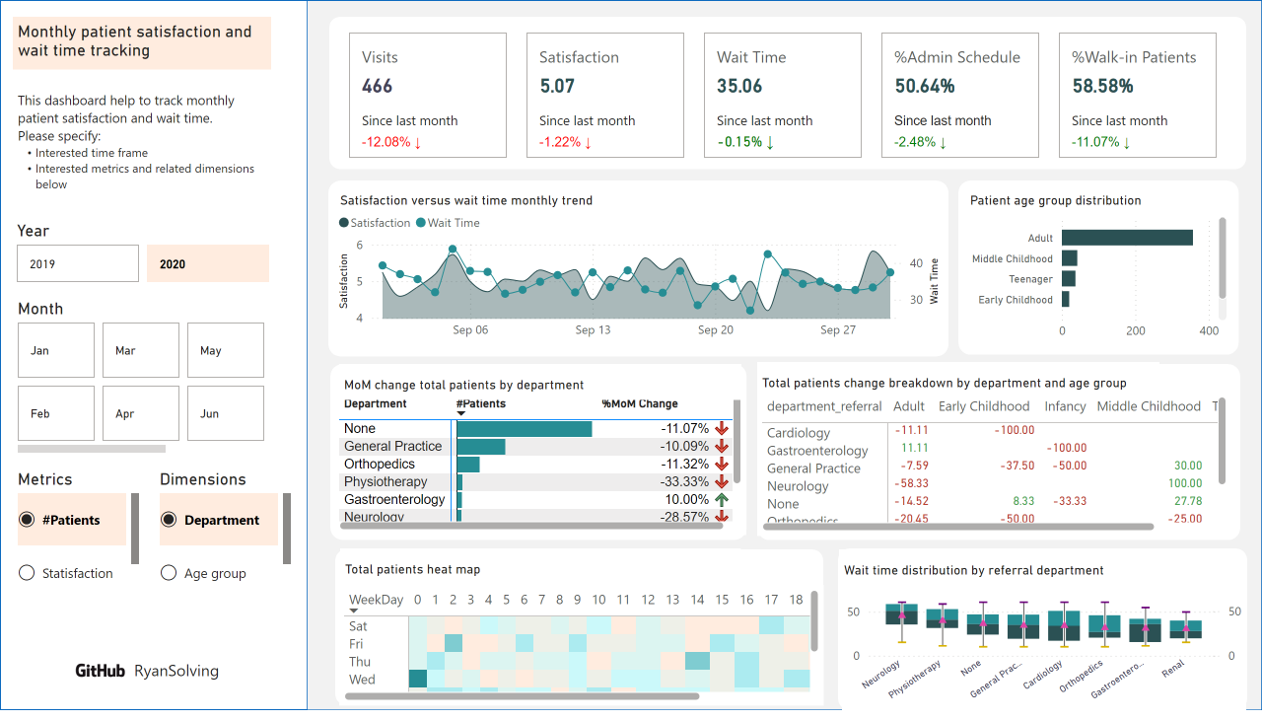 Monthly patient satisfaction and
wait time tracking
This dashboard help to track monthly
patient satisfaction and wait time.
Please specify:
• Interested time frame
• Interested metrics and related dimensions
below
Year
2019
2020
Month
Jan
Mar
May
Feb
Apr
Jun
Metrics
Dimensions
#Patients
Department
Statisfaction
Age group
GitHub RyanSolving
Visits
466
Since last month
-12.08% ↓
Satisfaction
5.07
Since last month
-1.22% ↓
Wait Time
35.06
Since last month
-0.15% ↓
%Admin Schedule
50.64%
Since last month
-2.48% ↓
%Walk-in Patients
58.58%
Since last month
-11.07% ↓
Satisfaction versus wait time monthly trend
Satisfaction Wait Time
Satisfaction
6
5
4
40
30
Wait Time
Sep 06 Sep 13 Sep 20 Sep 27
Patient age group distribution
Adult
Middle Childhood
Teenager
Early Childhood
0 200 400
MoM change total patients by department
Department #Patients %MoM Change
None -11.07%
General Practice -10.09%
Orthopedics -11.32%
Physiotherapy -33.33%
Gastroenterology 10.00%
Neurology -28.57%
Total patients change breakdown by department and age group
department_referral Adult Early Childhood Infancy Middle Childhood T
Cardiology -11.11 -100.00
Gastroenterology 11.11 -100.00
General Practice -7.59 -37.50 -50.00 30.00
Neurology -58.33 100.00
None -14.52 8.33 -33.33 27.78
Orthopedics -20.45 -50.00 -25.00
Total patients heat map
WeekDay 0 1 2 3 4 5 6 7 8 9 10 11 12 13 14 15 16 17 18
Sat
Fri
Thu
Wed
Wait time distribution by referral department
50
0
50
0
Neurology
Physiotherapy
None
General Prac...
Cardiology
Orthopedics
Gastroentero...
Renal